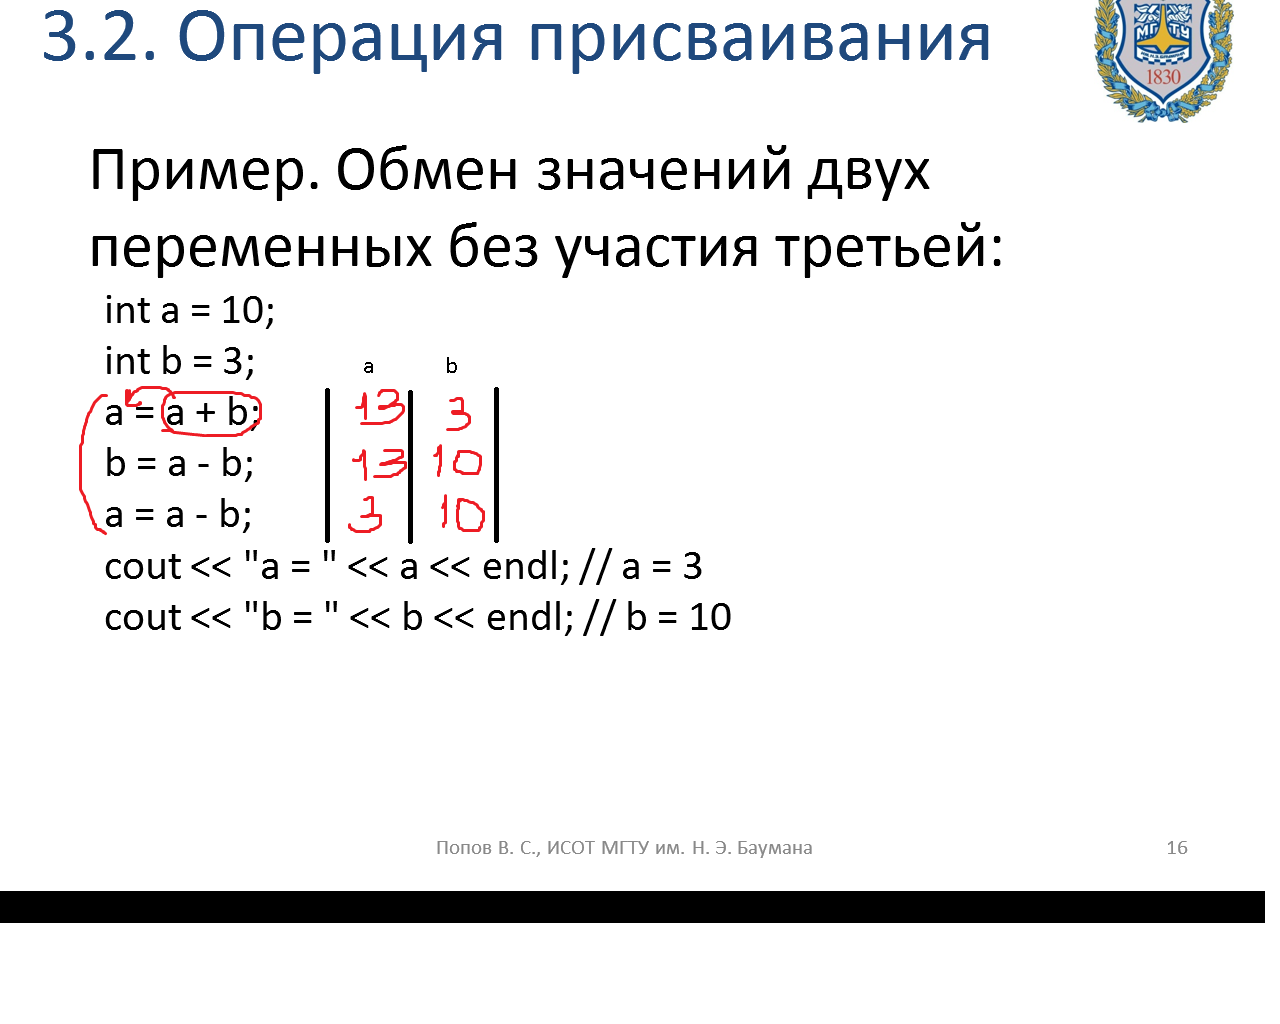 3.2. Операция присваивания
МГТУ
1830
Пример. Обмен значений двух
переменных без участия третьей:
int a = 10;
int b = 3;
a b
a = a + b; 13 3
b = a - b; 13 10
a = a - b; 3 10
cout << "a = " << a << endl; // a = 3
cout << "b = " << b << endl; // b = 10
Попов В. С., ИСОТ МГТУ им. Н. Э. Баумана 16